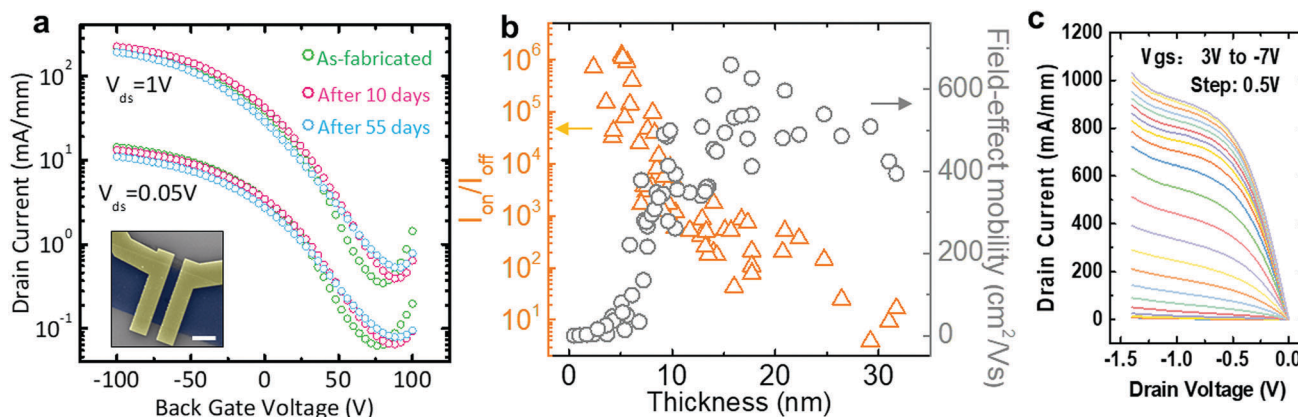 a
Drain Current (mA/mm)
10²
10¹
10⁰
10⁻¹
V_ds=1V
V_ds=0.05V
As-fabricated
After 10 days
After 55 days
-100
-50
0
50
100
Back Gate Voltage (V)
b
I_on/I_off
10⁶
10⁵
10⁴
10³
10²
10¹
0
10
20
30
Thickness (nm)
600
400
200
0
Field-effect mobility (cm²/Vs)
c
Drain Current (mA/mm)
1200
1000
800
600
400
200
0
Vgs: 3V to -7V
Step: 0.5V
-1.5
-1.0
-0.5
0.0
Drain Voltage (V)